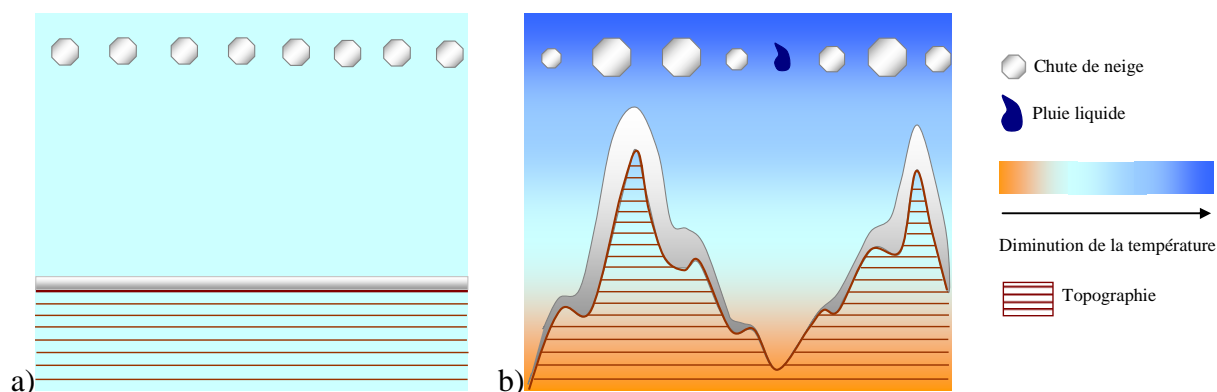 a)
b)
Chute de neige
Pluie liquide
Diminution de la température
Topographie